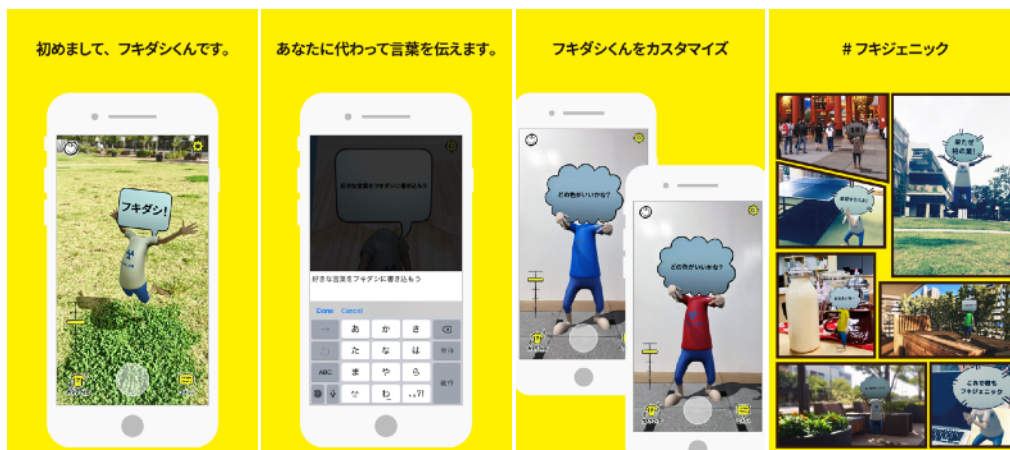 初めまして、フキダシくんです。
フキダシ！
あなたに代わって言葉を伝えます。
好きな言葉をフキダシに書き込もう
好きな言葉をフキダシに書き込もう
Done Cancel
あ か さ
た な は
ABC ま や ら
わ 、。?!
フキダシくんをカスタマイズ
どの色がいいかな？
どの色がいいかな？
# フキジェニック
来たぜ
これで君も
フキジェニック